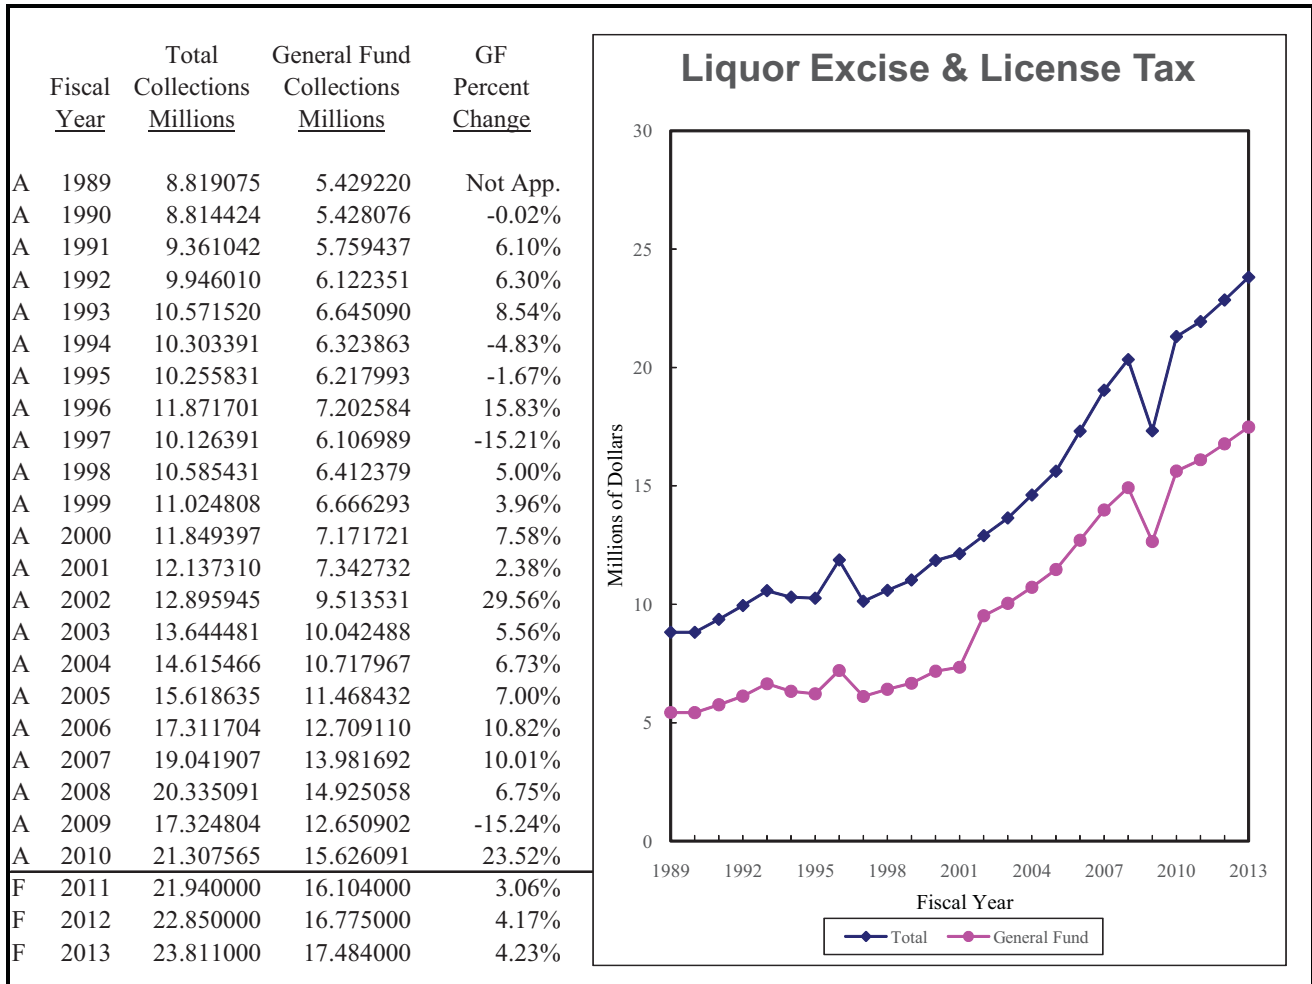 Total General Fund GF
Fiscal Collections Collections Percent
Year Millions Millions Change
A 1989 8.819075 5.429220 Not App.
A 1990 8.814424 5.428076 -0.02%
A 1991 9.361042 5.759437 6.10%
A 1992 9.946010 6.122351 6.30%
A 1993 10.571520 6.645090 8.54%
A 1994 10.303391 6.323863 -4.83%
A 1995 10.255831 6.217993 -1.67%
A 1996 11.871701 7.202584 15.83%
A 1997 10.126391 6.106989 -15.21%
A 1998 10.585431 6.412379 5.00%
A 1999 11.024808 6.666293 3.96%
A 2000 11.849397 7.171721 7.58%
A 2001 12.137310 7.342732 2.38%
A 2002 12.895945 9.513531 29.56%
A 2003 13.644481 10.042488 5.56%
A 2004 14.615466 10.717967 6.73%
A 2005 15.618635 11.468432 7.00%
A 2006 17.311704 12.709110 10.82%
A 2007 19.041907 13.981692 10.01%
A 2008 20.335091 14.925058 6.75%
A 2009 17.324804 12.650902 -15.24%
A 2010 21.307565 15.626091 23.52%
F 2011 21.940000 16.104000 3.06%
F 2012 22.850000 16.775000 4.17%
F 2013 23.811000 17.484000 4.23%
Liquor Excise & License Tax
30
25
20
15
10
5
0
Millions of Dollars
1989 1992 1995 1998 2001 2004 2007 2010 2013
Fiscal Year
Total General Fund